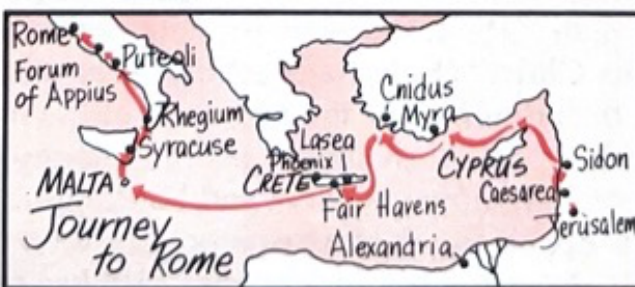 Rome
Puteoli
Forum
of Appius
Rhegium
Syracuse
MALTA
Journey
to Rome
Cnidus
Myra
Lasea
Phoenix
CRETE
Fair Havens
CYPRUS
Sidon
Caesarea
Jerusalem
Alexandria